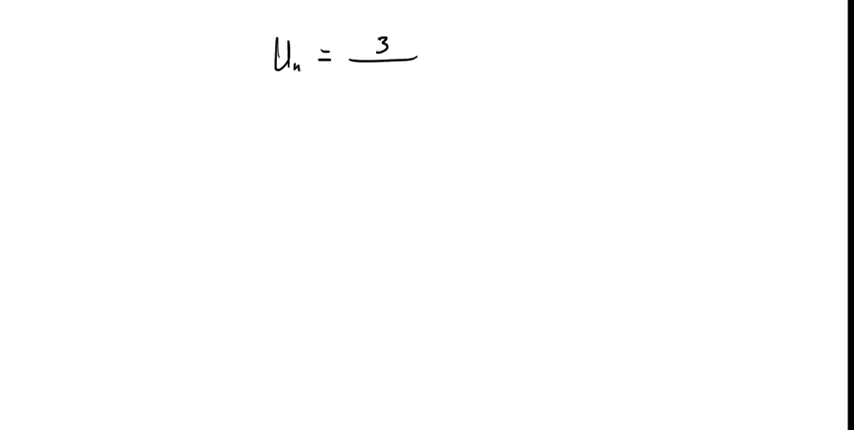 Uₙ = 3/